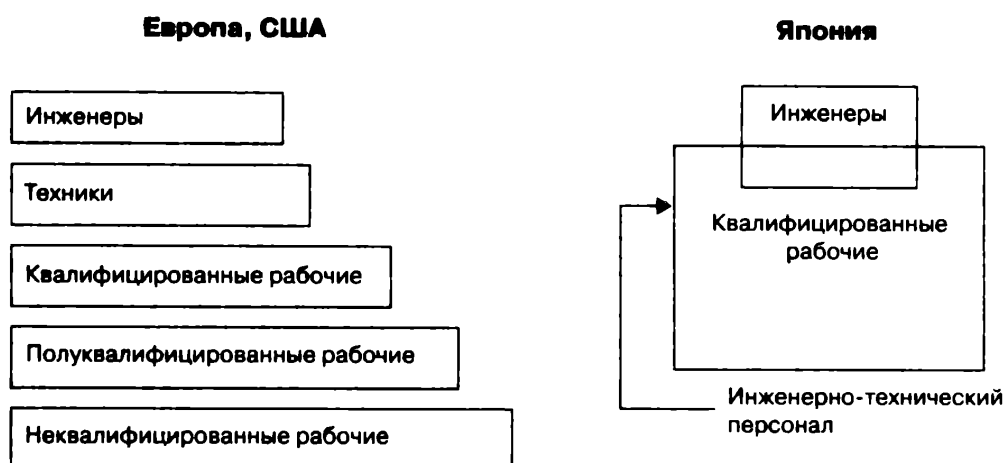 Европа, США
Инженеры
Техники
Квалифицированные рабочие
Полуквалифицированные рабочие
Неквалифицированные рабочие
Япония
Инженеры
Квалифицированные
рабочие
Инженерно-технический
персонал